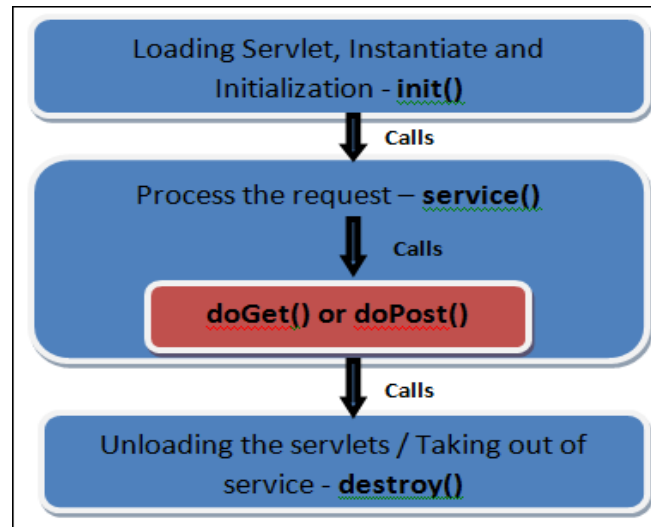 Loading Servlet, Instantiate and
Initialization - init()
Calls
Process the request – service()
Calls
doGet() or doPost()
Calls
Unloading the servlets / Taking out of
service - destroy()